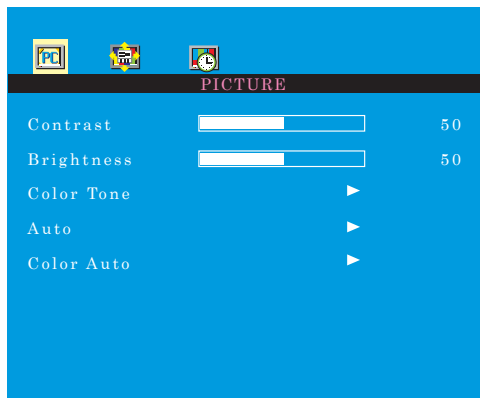 PC
PICTURE
Contrast 50
Brightness 50
Color Tone
Auto
Color Auto